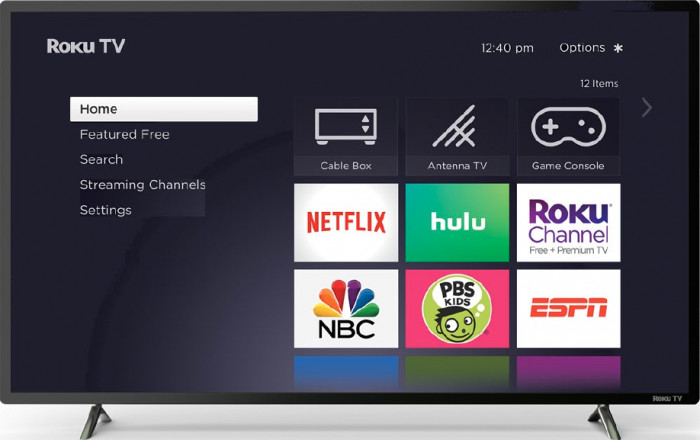 Roku TV
12:40 pm
Options *
12 Items
Home
Featured Free
Search
Streaming Channels
Settings
Cable Box
Antenna TV
Game Console
NETFLIX
hulu
Roku
Channel
Free + Premium TV
NBC
PBS
KIDS
ESPN
Roku TV